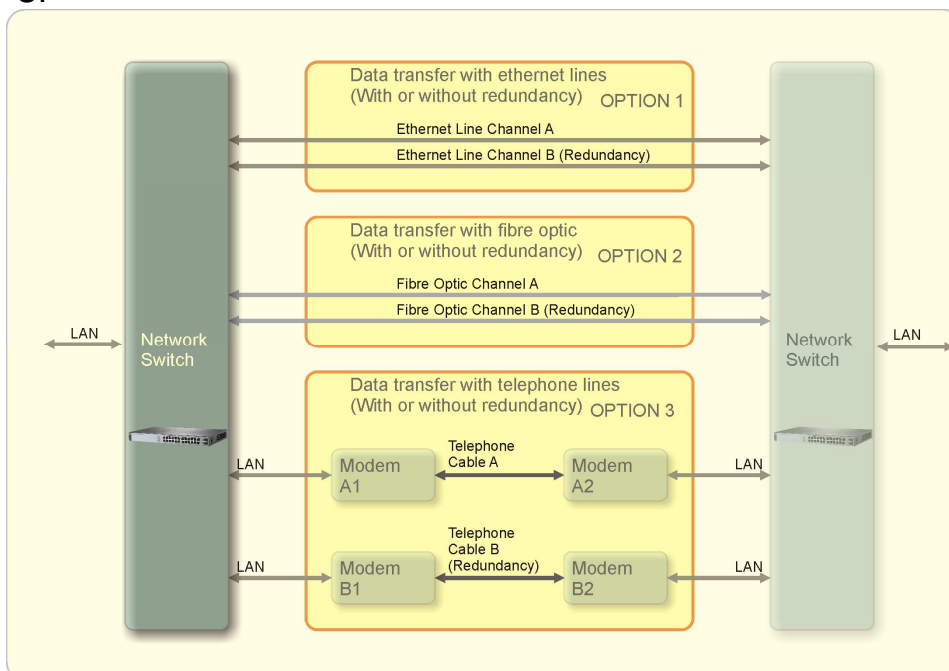 Data transfer with ethernet lines
(With or without redundancy)
OPTION 1
Ethernet Line Channel A
Ethernet Line Channel B (Redundancy)
Data transfer with fibre optic
(With or without redundancy)
OPTION 2
Fibre Optic Channel A
Fibre Optic Channel B (Redundancy)
LAN
Network
Switch
Network
Switch
LAN
Data transfer with telephone lines
(With or without redundancy)
OPTION 3
LAN
Modem
A1
Telephone
Cable A
Modem
A2
LAN
LAN
Modem
B1
Telephone
Cable B
(Redundancy)
Modem
B2
LAN